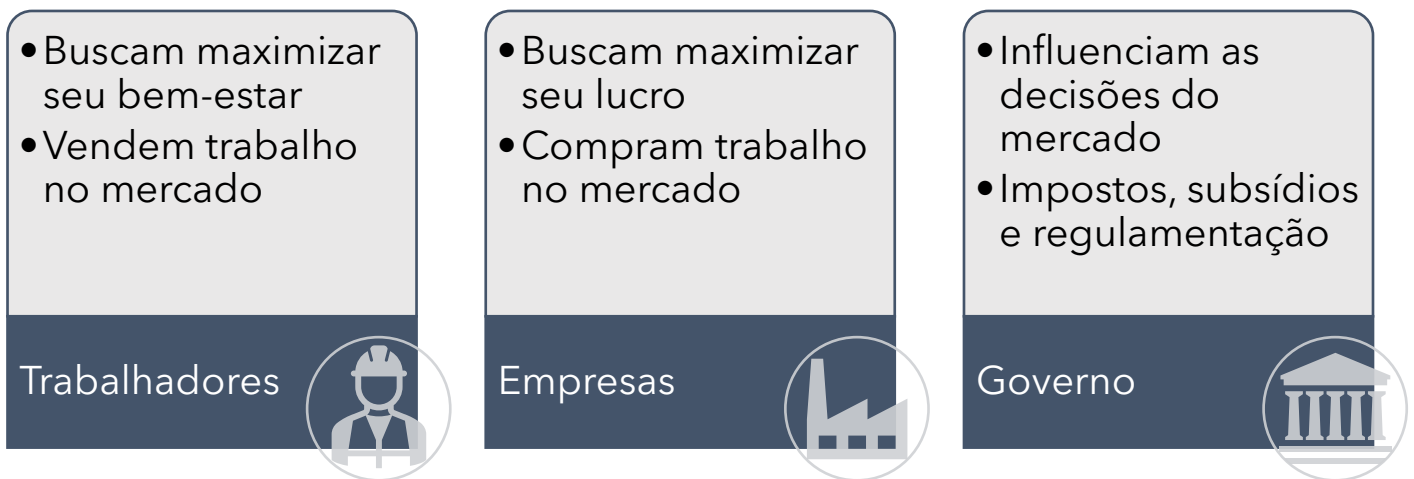 •Buscam maximizar
seu bem-estar
•Vendem trabalho
no mercado
Trabalhadores
•Buscam maximizar
seu lucro
•Compram trabalho
no mercado
Empresas
•Influenciam as
decisões do
mercado
•Impostos, subsídios
e regulamentação
Governo